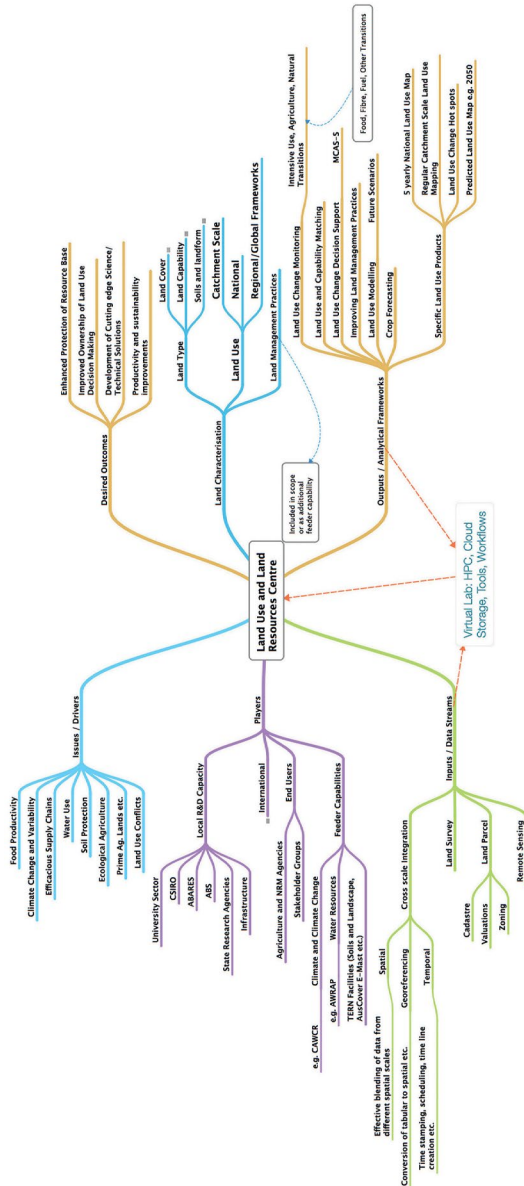 Land Use and Land
Resources Centre
Issues / Drivers
Food Productivity
Climate Change and Variability
Efficacious Supply Chains
Water Use
Soil Protection
Ecological Agriculture
Prime Ag. Lands etc.
Land Use Conflicts
Players
Local R&D Capacity
University Sector
CSIRO
ABARES
ABS
State Research Agencies
Infrastructure
International
End Users
Agriculture and NRM Agencies
Stakeholder Groups
Feeder Capabilities
Climate and Climate Change
e.g. CAWCR
Water Resources
e.g. AWRAP
TERN Facilities (Soils and Landscape,
AusCover E-Mast etc.)
Inputs / Data Streams
Cross scale Integration
Spatial
Effective blending of data from
different spatial scales
Georeferencing
Conversion of tabular to spatial etc.
Temporal
Time stamping, scheduling, time line
creation etc.
Land Survey
Land Parcel
Cadastre
Valuations
Zoning
Remote Sensing
Desired Outcomes
Enhanced Protection of Resource Base
Improved Ownership of Land Use
Decision Making
Development of Cutting edge Science/
Technical Solutions
Productivity and sustainability
improvements
Land Characterisation
Land Type
Land Cover
Land Capability
Soils and landform
Land Use
Catchment Scale
National
Regional/Global Frameworks
Land Management Practices
Included in scope
or as additional
feeder capability
Outputs / Analytical Frameworks
Land Use Change Monitoring
Intensive Use, Agriculture, Natural
Transitions
Food, Fibre, Fuel, Other Transitions
Land Use and Capability Matching
Land Use Change Decision Support
MCAS-S
Improving Land Management Practices
Land Use Modelling
Future Scenarios
Crop Forecasting
Specific Land Use Products
5 yearly National Land Use Map
Regular Catchment Scale Land Use
Mapping
Land Use Change Hot spots
Predicted Land Use Map e.g. 2050
Virtual Lab: HPC, Cloud
Storage, Tools, Workflows